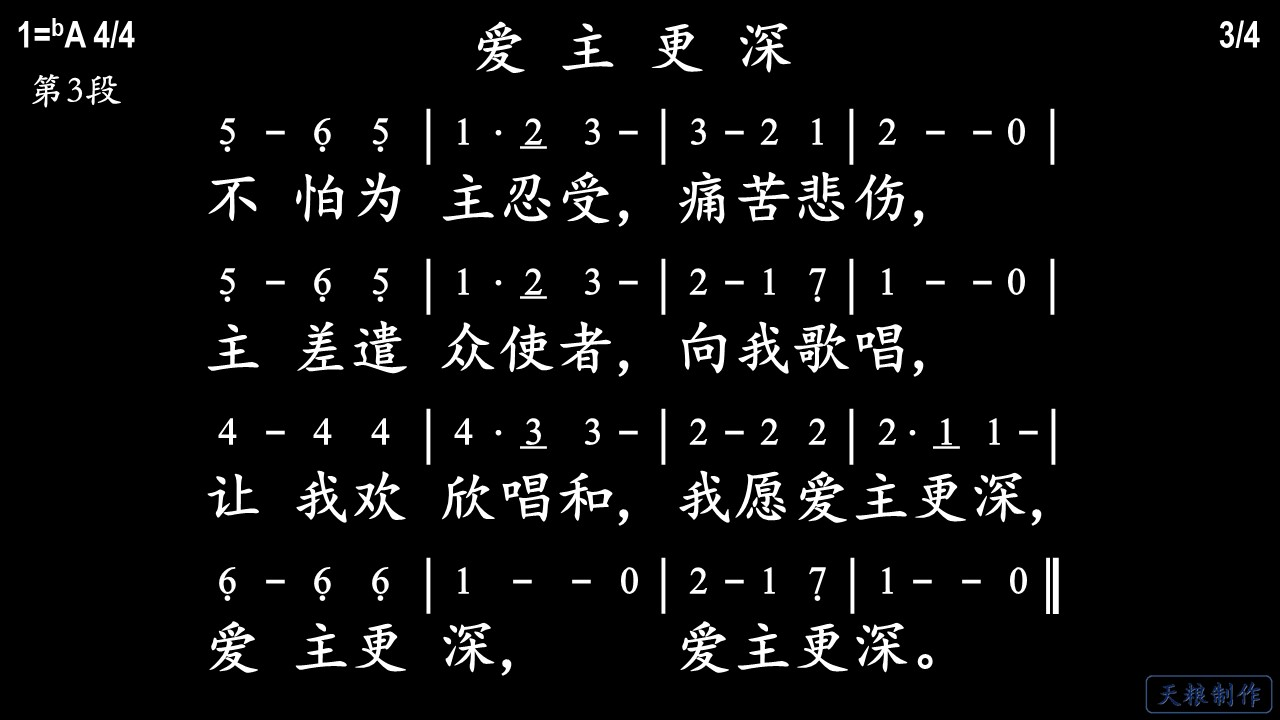 1=ᵇA 4/4
爱主更深
3/4
第3段
5̣ - 6̣ 5̣ | 1 · 2̲ 3 - | 3 - 2 1 | 2 - - 0 |
不怕为主忍受，痛苦悲伤，
5̣ - 6̣ 5̣ | 1 · 2̲ 3 - | 2 - 1 7̣ | 1 - - 0 |
主差遣众使者，向我歌唱，
4 - 4 4 | 4 · 3̲ 3 - | 2 - 2 2 | 2 · 1̲ 1 - |
让我欢欣唱和，我愿爱主更深，
6̣ - 6̣ 6̣ | 1 - - 0 | 2 - 1 7̣ | 1 - - 0 ‖
爱主更深，爱主更深。
天粮制作